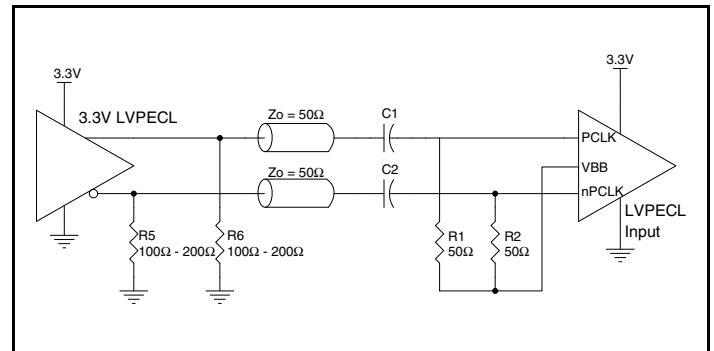 3.3V
3.3V LVPECL
Zo = 50Ω
C1
Zo = 50Ω
C2
R5
100Ω - 200Ω
R6
100Ω - 200Ω
R1
50Ω
R2
50Ω
3.3V
PCLK
VBB
nPCLK
LVPECL
Input